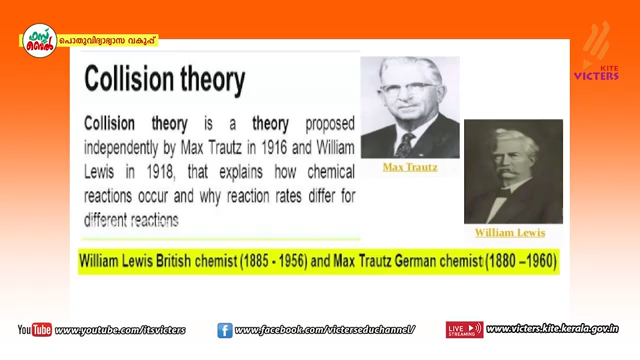 ഫസ്റ്റ് ബെൽ
പൊതുവിദ്യാഭ്യാസ വകുപ്പ്
KITE
VICTERS
Collision theory
Collision theory is a theory proposed
independently by Max Trautz in 1916 and William
Lewis in 1918, that explains how chemical
reactions occur and why reaction rates differ for
different reactions
Max Trautz
William Lewis
William Lewis British chemist (1885 - 1956) and Max Trautz German chemist (1880 –1960)
YouTube www.youtube.com/itsvicters
f www.facebook.com/victerseduchannel/
LIVE STREAMING www.victers.kite.kerala.gov.in